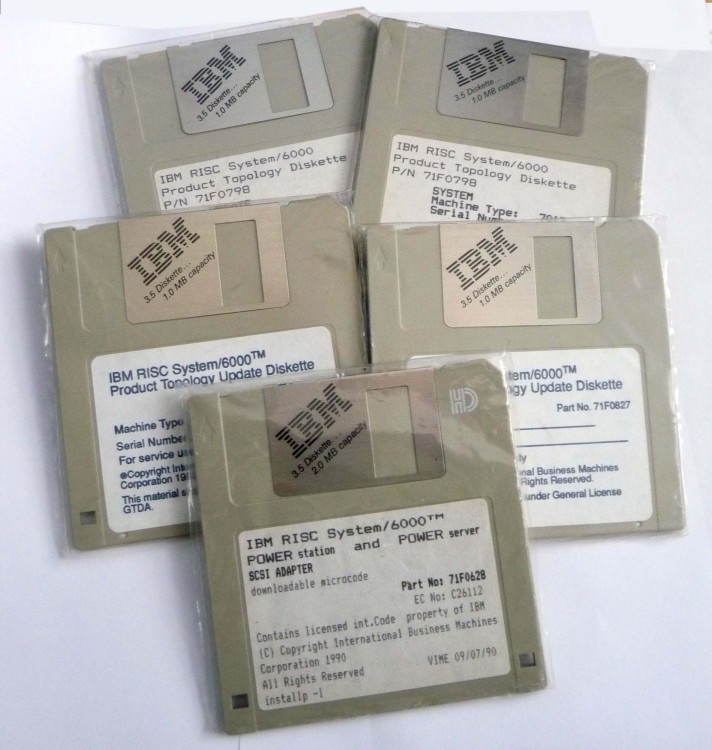 IBM
3.5 Diskette...
1.0 MB capacity
IBM RISC System/6000
Product Topology Diskette
P/N 71F0798
IBM
3.5 Diskette...
1.0 MB capacity
IBM RISC System/6000
Product Topology Diskette
P/N 71F0798
SYSTEM
Machine Type:
Serial
IBM
3.5 Diskette...
1.0 MB capacity
IBM RISC System/6000™
Product Topology Update Diskette
Machine Type
Serial Number
For service
©Copyright
Corporation
This material
GTDA.
IBM
3.5 Diskette...
1.0 MB capacity
tem/6000™
gy Update Diskette
Part No. 71F0827
ly
nal Business Machines
Rights Reserved.
under General License
IBM
3.5 Diskette...
2.0 MB capacity
HD
IBM RISC System/6000™
POWER station and POWER server
SCSI ADAPTER
downloadable microcode
Part No: 71F0628
EC No: C26112
Contains licensed int.Code property of IBM
(C) Copyright International Business Machines
Corporation 1990
VIME 09/07/90
All Rights Reserved
installp -l